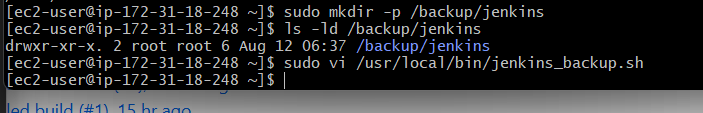 [ec2-user@ip-172-31-18-248 ~]$ sudo mkdir -p /backup/jenkins
[ec2-user@ip-172-31-18-248 ~]$ ls -ld /backup/jenkins
drwxr-xr-x. 2 root root 6 Aug 12 06:37 /backup/jenkins
[ec2-user@ip-172-31-18-248 ~]$ sudo vi /usr/local/bin/jenkins_backup.sh
[ec2-user@ip-172-31-18-248 ~]$
led build (#1), 15 hr ago